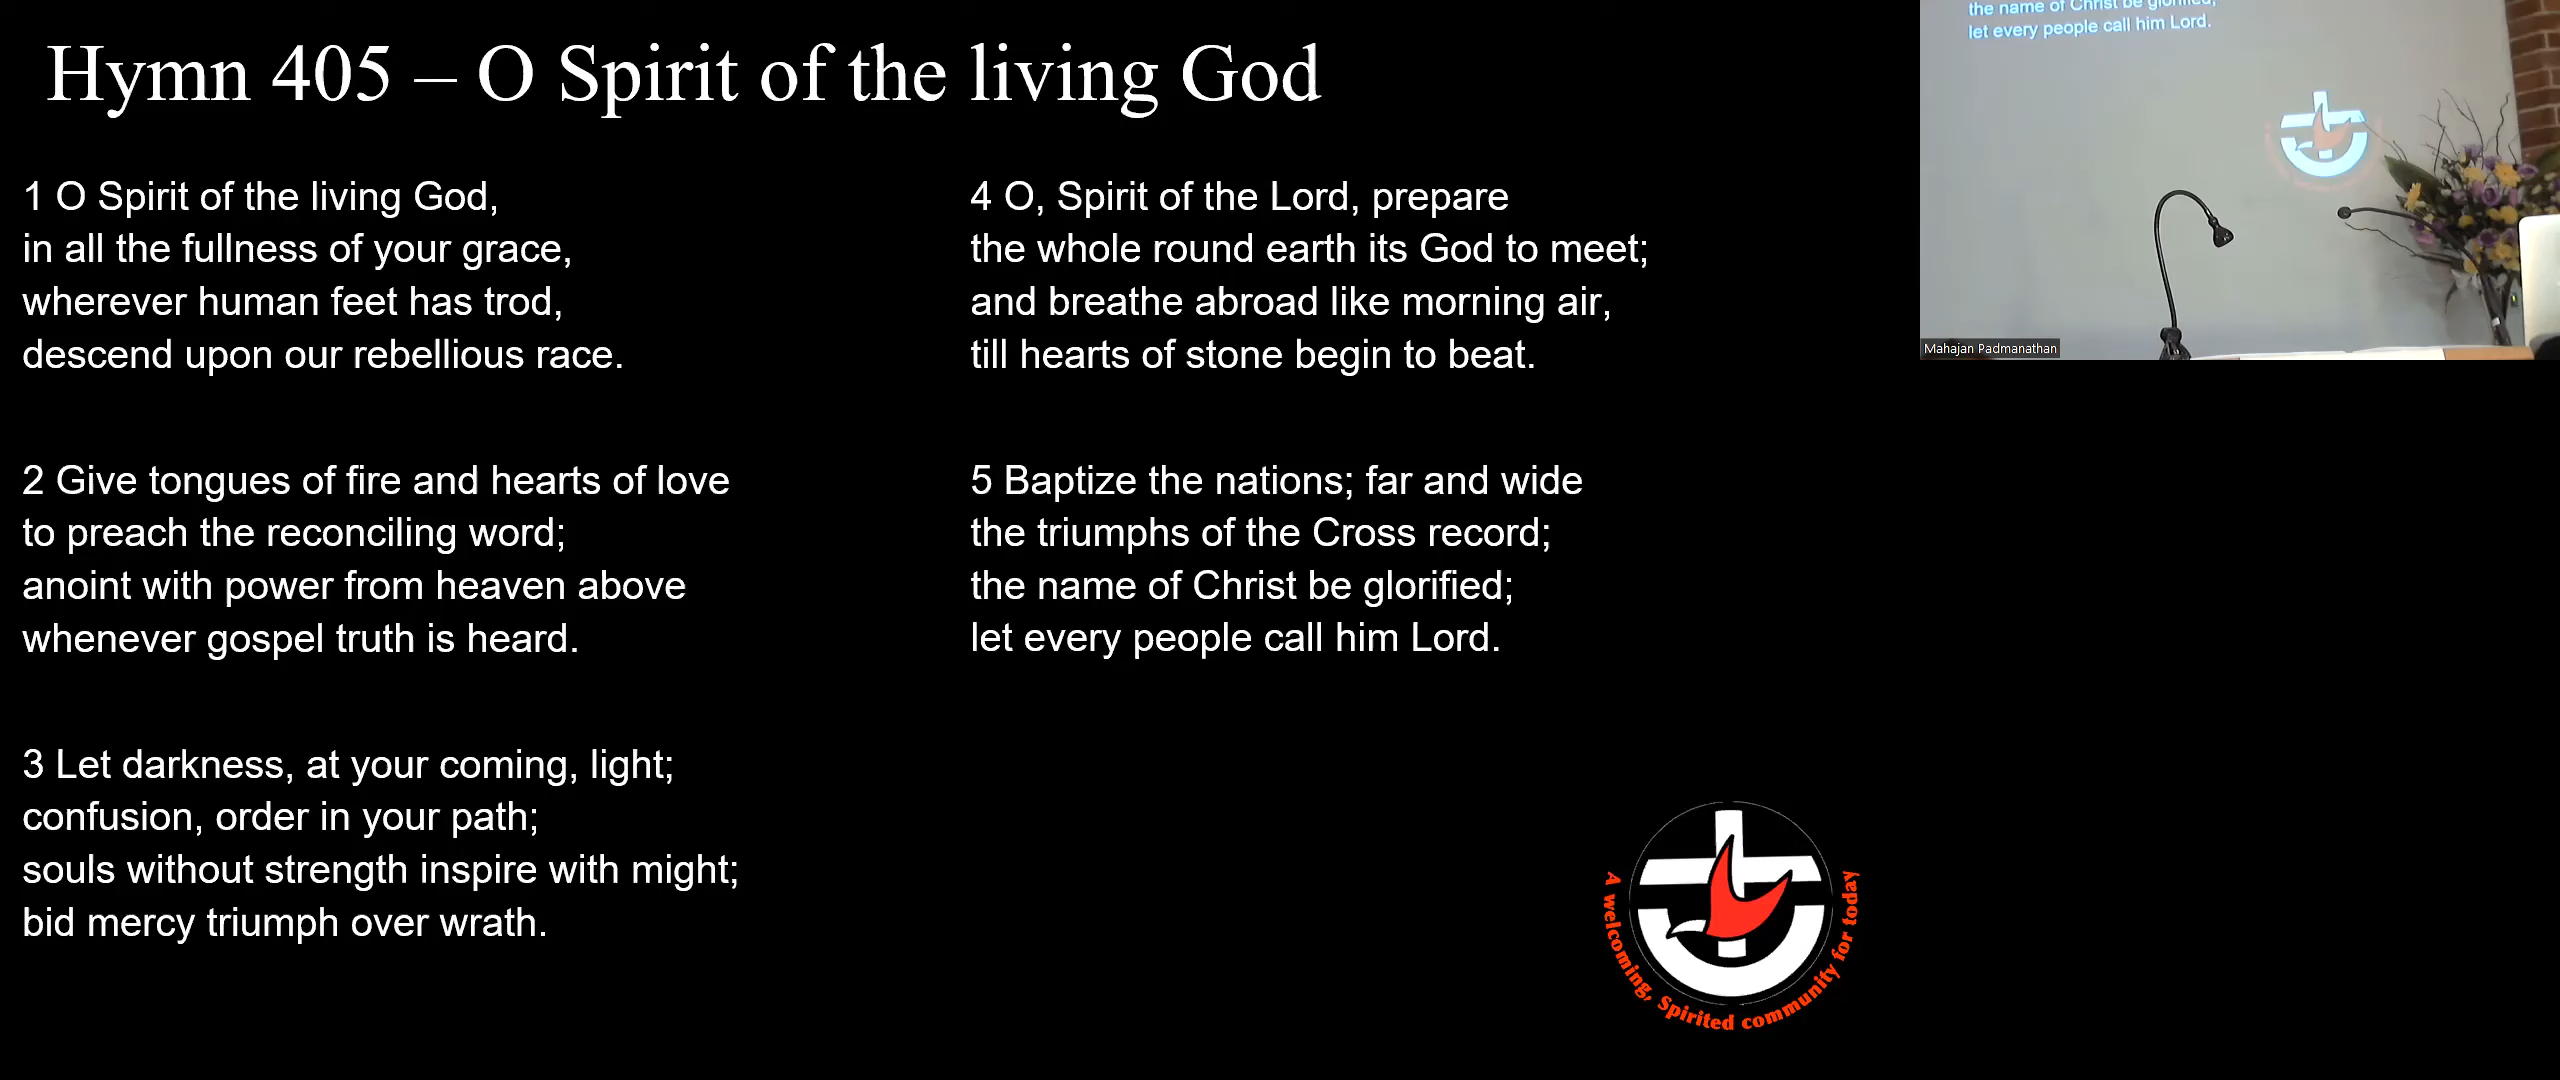 Hymn 405 – O Spirit of the living God
1 O Spirit of the living God,
in all the fullness of your grace,
wherever human feet has trod,
descend upon our rebellious race.
2 Give tongues of fire and hearts of love
to preach the reconciling word;
anoint with power from heaven above
whenever gospel truth is heard.
3 Let darkness, at your coming, light;
confusion, order in your path;
souls without strength inspire with might;
bid mercy triumph over wrath.
4 O, Spirit of the Lord, prepare
the whole round earth its God to meet;
and breathe abroad like morning air,
till hearts of stone begin to beat.
5 Baptize the nations; far and wide
the triumphs of the Cross record;
the name of Christ be glorified;
let every people call him Lord.
A welcoming, Spirited community for today
the name of Christ be glorified;
let every people call him Lord.
Mahajan Padmanathan